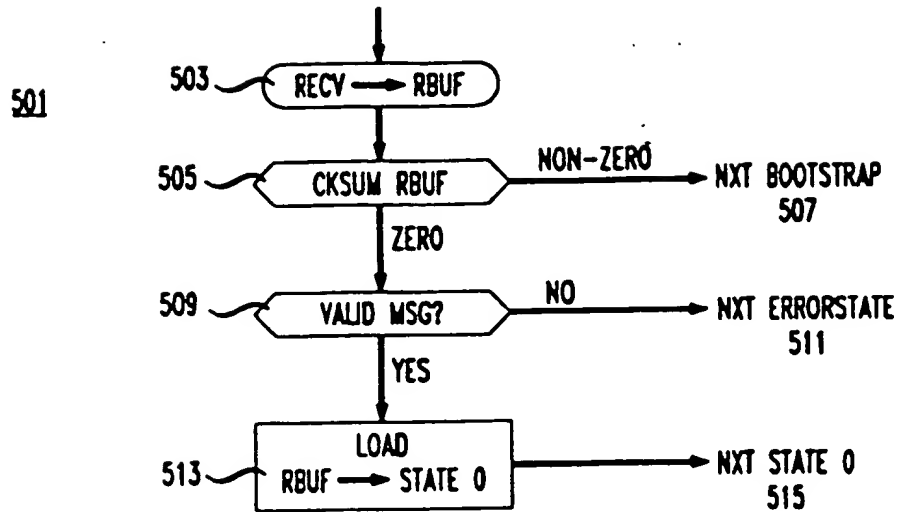 503 RECV → RBUF
501
505 CKSUM RBUF NON-ZERO NXT BOOTSTRAP
507
ZERO
509 VALID MSG? NO NXT ERRORSTATE
511
YES
LOAD
513 RBUF → STATE 0 NXT STATE 0
515